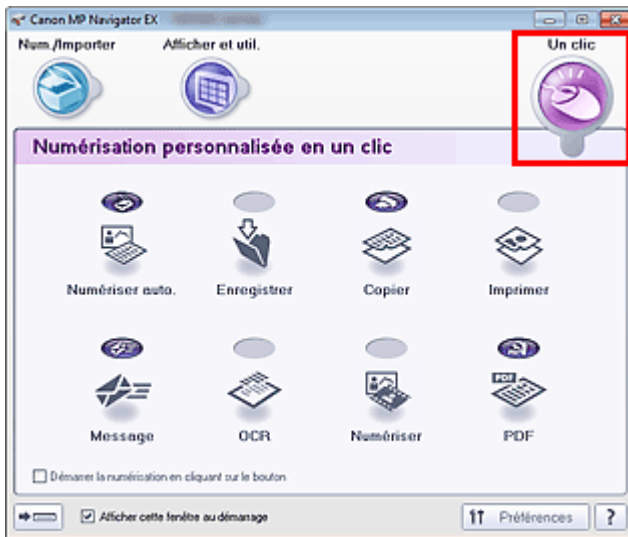 Canon MP Navigator EX
Num./Importer Afficher et util. Un clic
Numérisation personnalisée en un clic
Numériser auto. Enregistrer Copier Imprimer
PDF
Message OCR Numériser PDF
Démarrer la numérisation en cliquant sur le bouton
Afficher cette fenêtre au démarrage Préférences ?